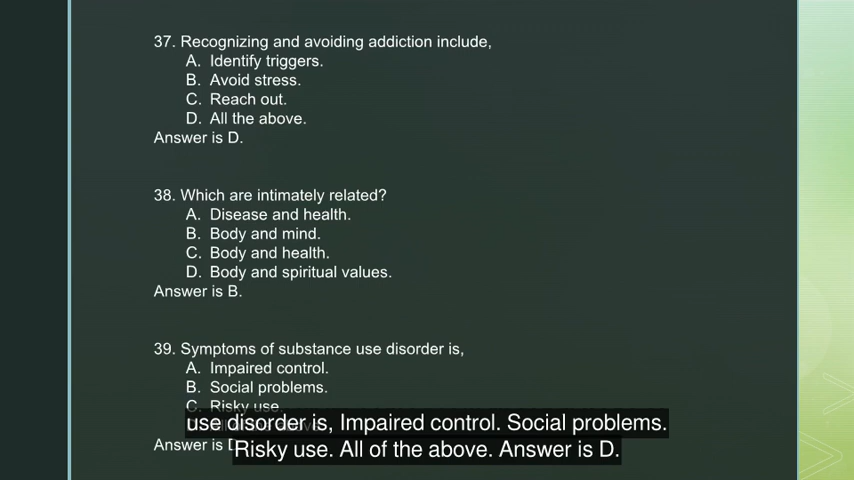 37. Recognizing and avoiding addiction include,
A. Identify triggers.
B. Avoid stress.
C. Reach out.
D. All the above.
Answer is D.
38. Which are intimately related?
A. Disease and health.
B. Body and mind.
C. Body and health.
D. Body and spiritual values.
Answer is B.
39. Symptoms of substance use disorder is,
A. Impaired control.
B. Social problems.
C. Risky use.
Answer is
use disorder is, Impaired control. Social problems.
Risky use. All of the above. Answer is D.